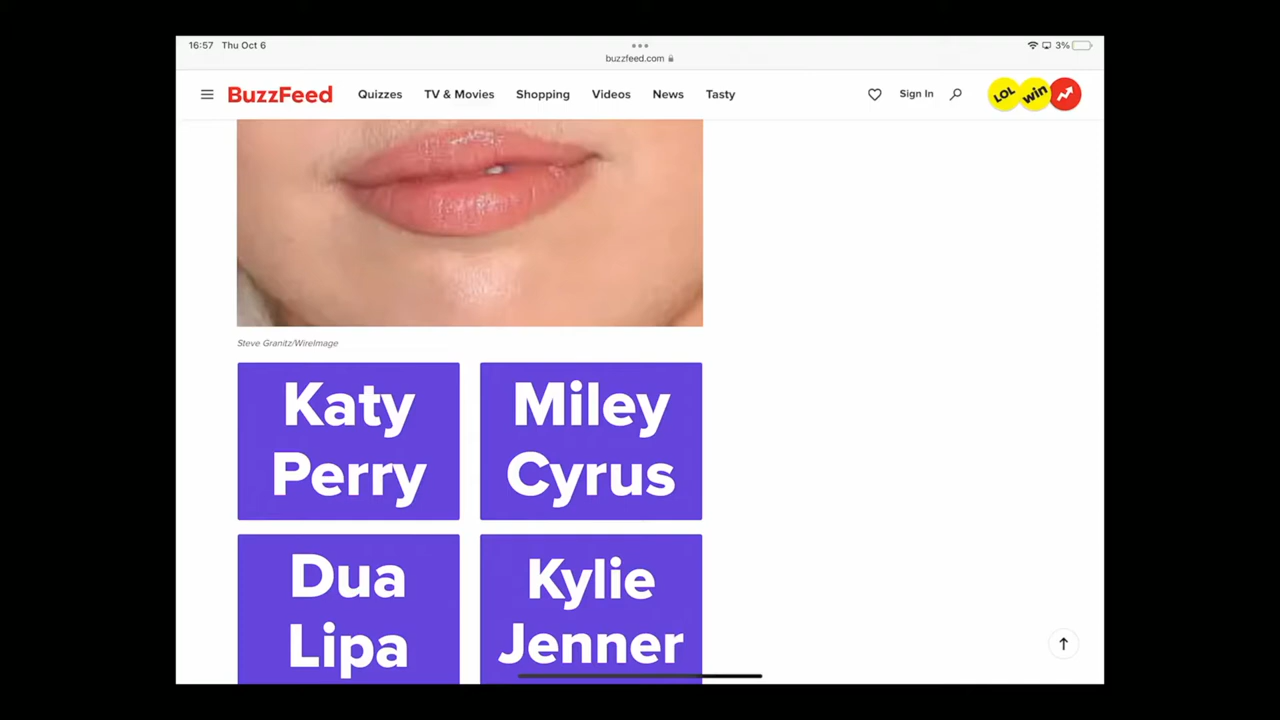 16:57 Thu Oct 6
3%
buzzfeed.com
BuzzFeed Quizzes TV & Movies Shopping Videos News Tasty Sign In LOL win
Steve Granitz/WireImage
Katy
Perry
Miley
Cyrus
Dua
Lipa
Kylie
Jenner